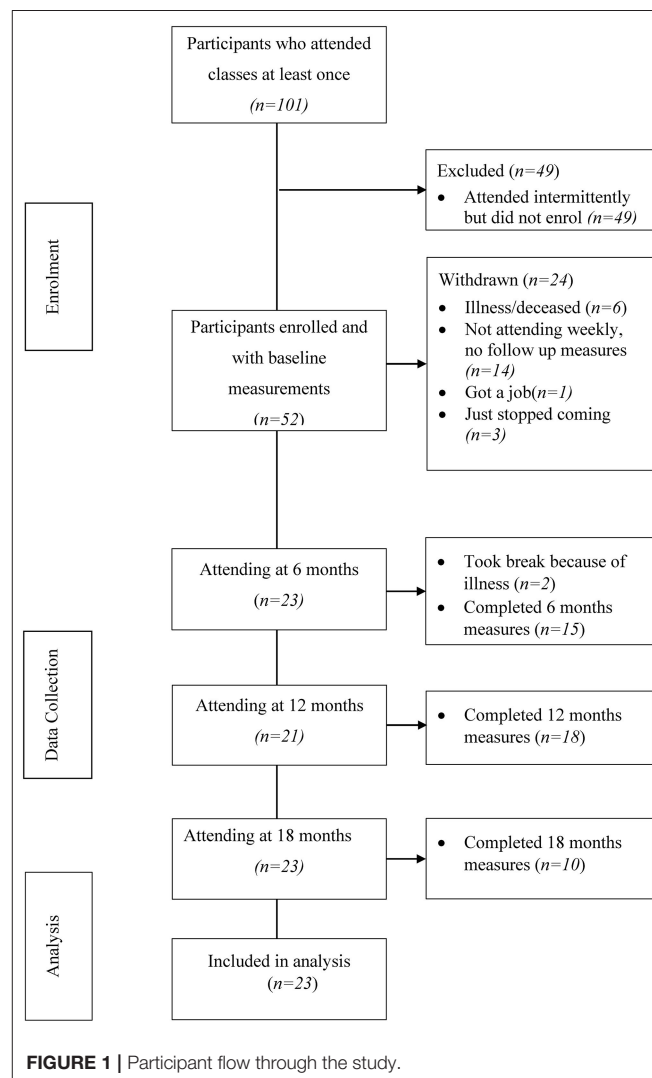 Participants who attended
classes at least once
(n=101)
Excluded (n=49)
• Attended intermittently
but did not enrol (n=49)
Enrolment
Participants enrolled and
with baseline
measurements
(n=52)
Withdrawn (n=24)
• Illness/deceased (n=6)
• Not attending weekly,
no follow up measures
(n=14)
• Got a job(n=1)
• Just stopped coming
(n=3)
Attending at 6 months
(n=23)
• Took break because of
illness (n=2)
• Completed 6 months
measures (n=15)
Data Collection
Attending at 12 months
(n=21)
• Completed 12 months
measures (n=18)
Attending at 18 months
(n=23)
• Completed 18 months
measures (n=10)
Analysis
Included in analysis
(n=23)
FIGURE 1 | Participant flow through the study.